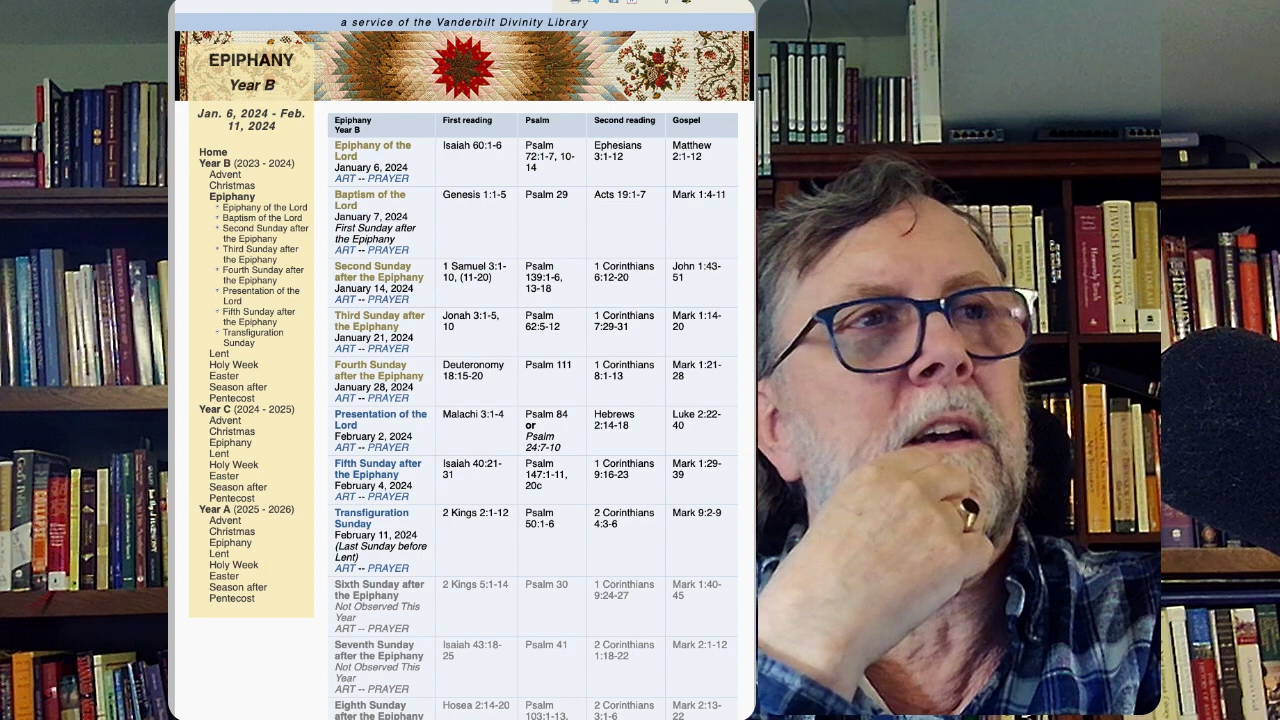 a service of the Vanderbilt Divinity Library
EPIPHANY
Year B
Jan. 6, 2024 - Feb.
11, 2024
Home
Year B (2023 - 2024)
Advent
Christmas
Epiphany
Epiphany of the Lord
Baptism of the Lord
Second Sunday after
the Epiphany
Third Sunday after
the Epiphany
Fourth Sunday after
the Epiphany
Presentation of the
Lord
Fifth Sunday after
the Epiphany
Transfiguration
Sunday
Lent
Holy Week
Easter
Season after
Pentecost
Year C (2024 - 2025)
Advent
Christmas
Epiphany
Lent
Holy Week
Easter
Season after
Pentecost
Year A (2025 - 2026)
Advent
Christmas
Epiphany
Lent
Holy Week
Easter
Season after
Pentecost
Epiphany
Year B
First reading
Psalm
Second reading
Gospel
Epiphany of the
Lord
January 6, 2024
ART -- PRAYER
Isaiah 60:1-6
Psalm
72:1-7, 10-
14
Ephesians
3:1-12
Matthew
2:1-12
Baptism of the
Lord
January 7, 2024
First Sunday after
the Epiphany
ART -- PRAYER
Genesis 1:1-5
Psalm 29
Acts 19:1-7
Mark 1:4-11
Second Sunday
after the Epiphany
January 14, 2024
ART -- PRAYER
1 Samuel 3:1-
10, (11-20)
Psalm
139:1-6,
13-18
1 Corinthians
6:12-20
John 1:43-
51
Third Sunday after
the Epiphany
January 21, 2024
ART -- PRAYER
Jonah 3:1-5,
10
Psalm
62:5-12
1 Corinthians
7:29-31
Mark 1:14-
20
Fourth Sunday
after the Epiphany
January 28, 2024
ART -- PRAYER
Deuteronomy
18:15-20
Psalm 111
1 Corinthians
8:1-13
Mark 1:21-
28
Presentation of the
Lord
February 2, 2024
ART -- PRAYER
Malachi 3:1-4
Psalm 84
or
Psalm
24:7-10
Hebrews
2:14-18
Luke 2:22-
40
Fifth Sunday after
the Epiphany
February 4, 2024
ART -- PRAYER
Isaiah 40:21-
31
Psalm
147:1-11,
20c
1 Corinthians
9:16-23
Mark 1:29-
39
Transfiguration
Sunday
February 11, 2024
(Last Sunday before
Lent)
ART -- PRAYER
2 Kings 2:1-12
Psalm
50:1-6
2 Corinthians
4:3-6
Mark 9:2-9
Sixth Sunday after
the Epiphany
Not Observed This
Year
ART -- PRAYER
2 Kings 5:1-14
Psalm 30
1 Corinthians
9:24-27
Mark 1:40-
45
Seventh Sunday
after the Epiphany
Not Observed This
Year
ART -- PRAYER
Isaiah 43:18-
25
Psalm 41
2 Corinthians
1:18-22
Mark 2:1-12
Eighth Sunday
after the Epiphany
Hosea 2:14-20
Psalm
103:1-13,
2 Corinthians
3:1-6
Mark 2:13-
22
JEWISH WISDOM